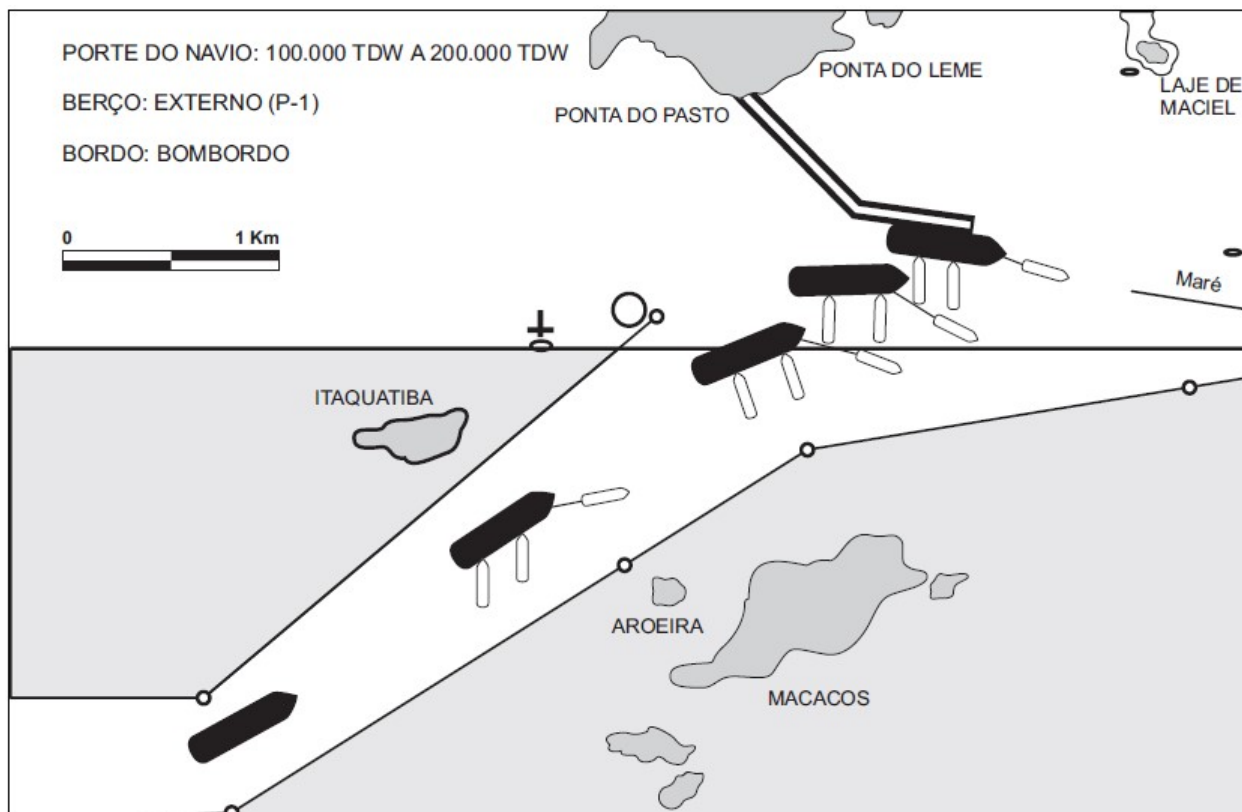 PORTE DO NAVIO: 100.000 TDW A 200.000 TDW
BERÇO: EXTERNO (P-1)
BORDO: BOMBORDO
0 1 Km
PONTA DO LEME
PONTA DO PASTO
LAJE DE
MACIEL
Maré
ITAQUATIBA
AROEIRA
MACACOS